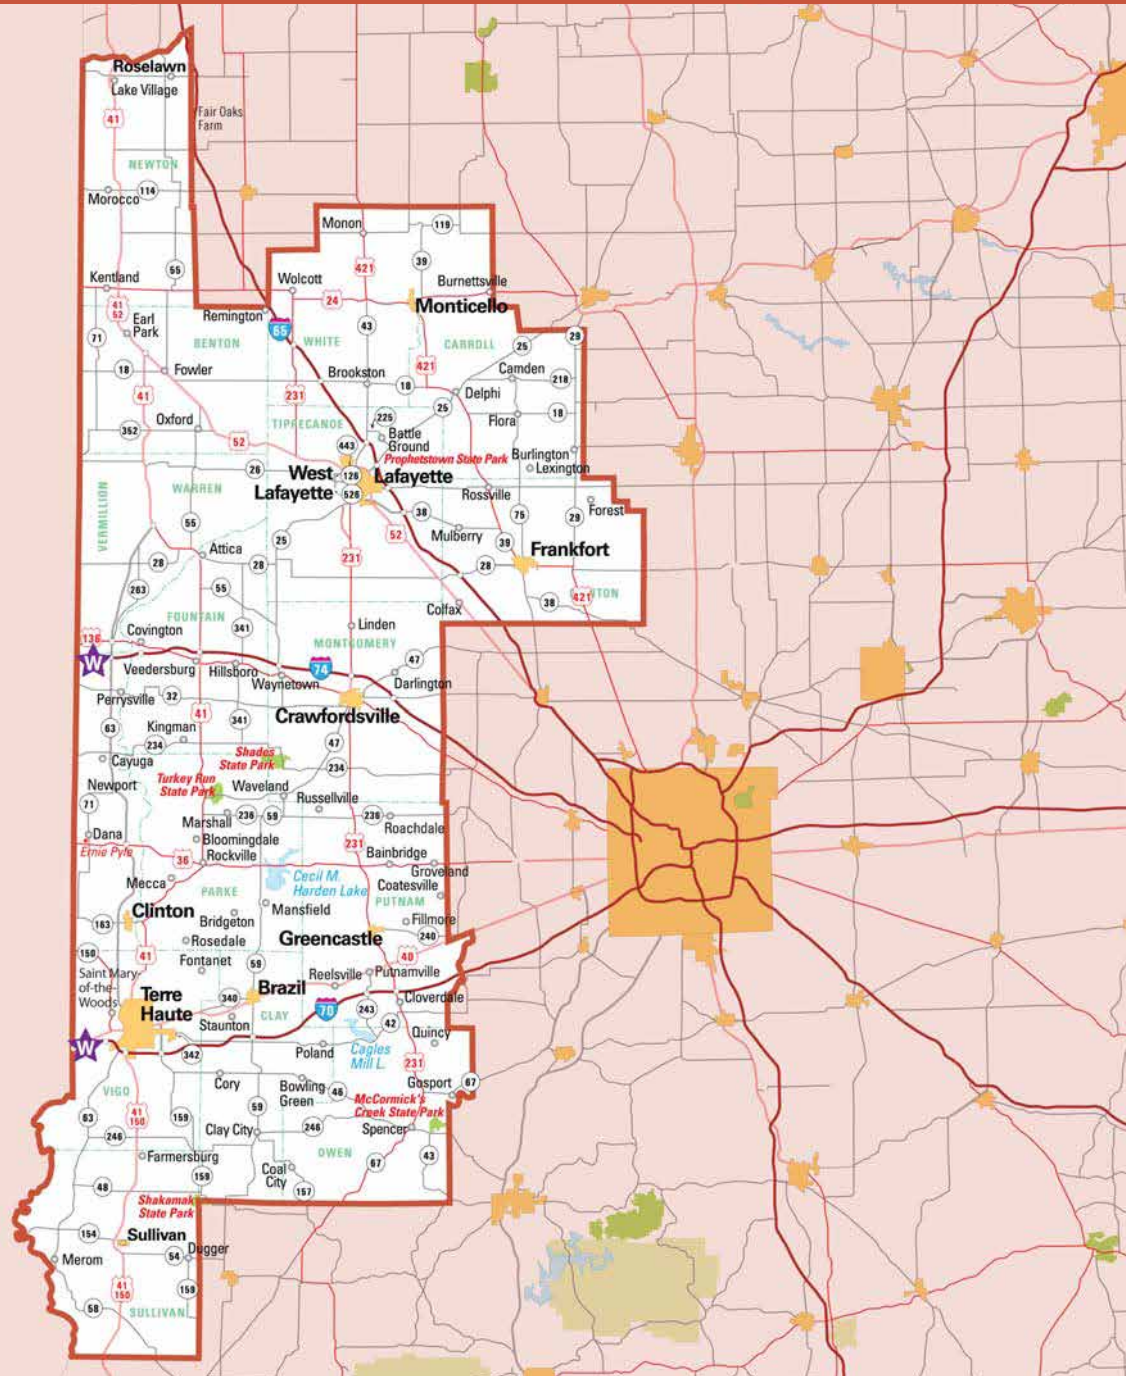 Roselawn
Lake Village
Fair Oaks
Farm
41
NEWTON
114
Morocco
55
Monon
119
421
39
Kentland
Wolcott
Burnettsville
24
Monticello
41
52
Earl
Park
Remington
65
43
29
71
BENTON
WHITE
CARROLL
25
18
Fowler
Brookston
421
Camden
218
18
41
231
Delphi
25
Oxford
Flora
18
352
TIPPECANOE
225
52
Battle
Ground
443
Prophetstown State Park
Burlington
Lexington
26
West
Lafayette
126
Lafayette
526
WARREN
VERMILLION
Rossville
Forest
38
75
29
55
52
Mulberry
39
Frankfort
25
Attica
231
28
28
28
263
55
38
421
Colfax
FOUNTAIN
341
Linden
Covington
136
MONTGOMERY
W
47
Veedersburg
Hillsboro
74
Waynetown
Darlington
Perrysville
32
41
Crawfordsville
63
341
Kingman
47
234
Shades
State Park
Cayuga
234
Newport
Turkey Run
State Park
Waveland
Russellville
71
236
59
236
Marshall
Roachdale
Dana
Bloomingdale
231
Ernie Pyle
36
Rockville
Bainbridge
Groveland
Mecca
Cecil M.
Harden Lake
Coatesville
PARKE
PUTNAM
Clinton
Mansfield
163
Bridgeton
Fillmore
Rosedale
Greencastle
240
150
41
Fontanet
59
40
Saint Mary-
of-the-
Woods
Reelsville
Putnamville
Terre
Haute
340
Brazil
70
Cloverdale
CLAY
243
Staunton
42
W
342
Poland
Cagles
Mill L.
Quincy
231
Cory
Bowling
Green
46
Gosport
67
VIGO
McCormick's
Creek State Park
63
41
150
159
59
246
Clay City
246
Spencer
OWEN
Farmersburg
67
43
159
Coal
City
48
157
Shakamak
State Park
154
Sullivan
54
Dugger
Merom
41
150
159
58
SULLIVAN